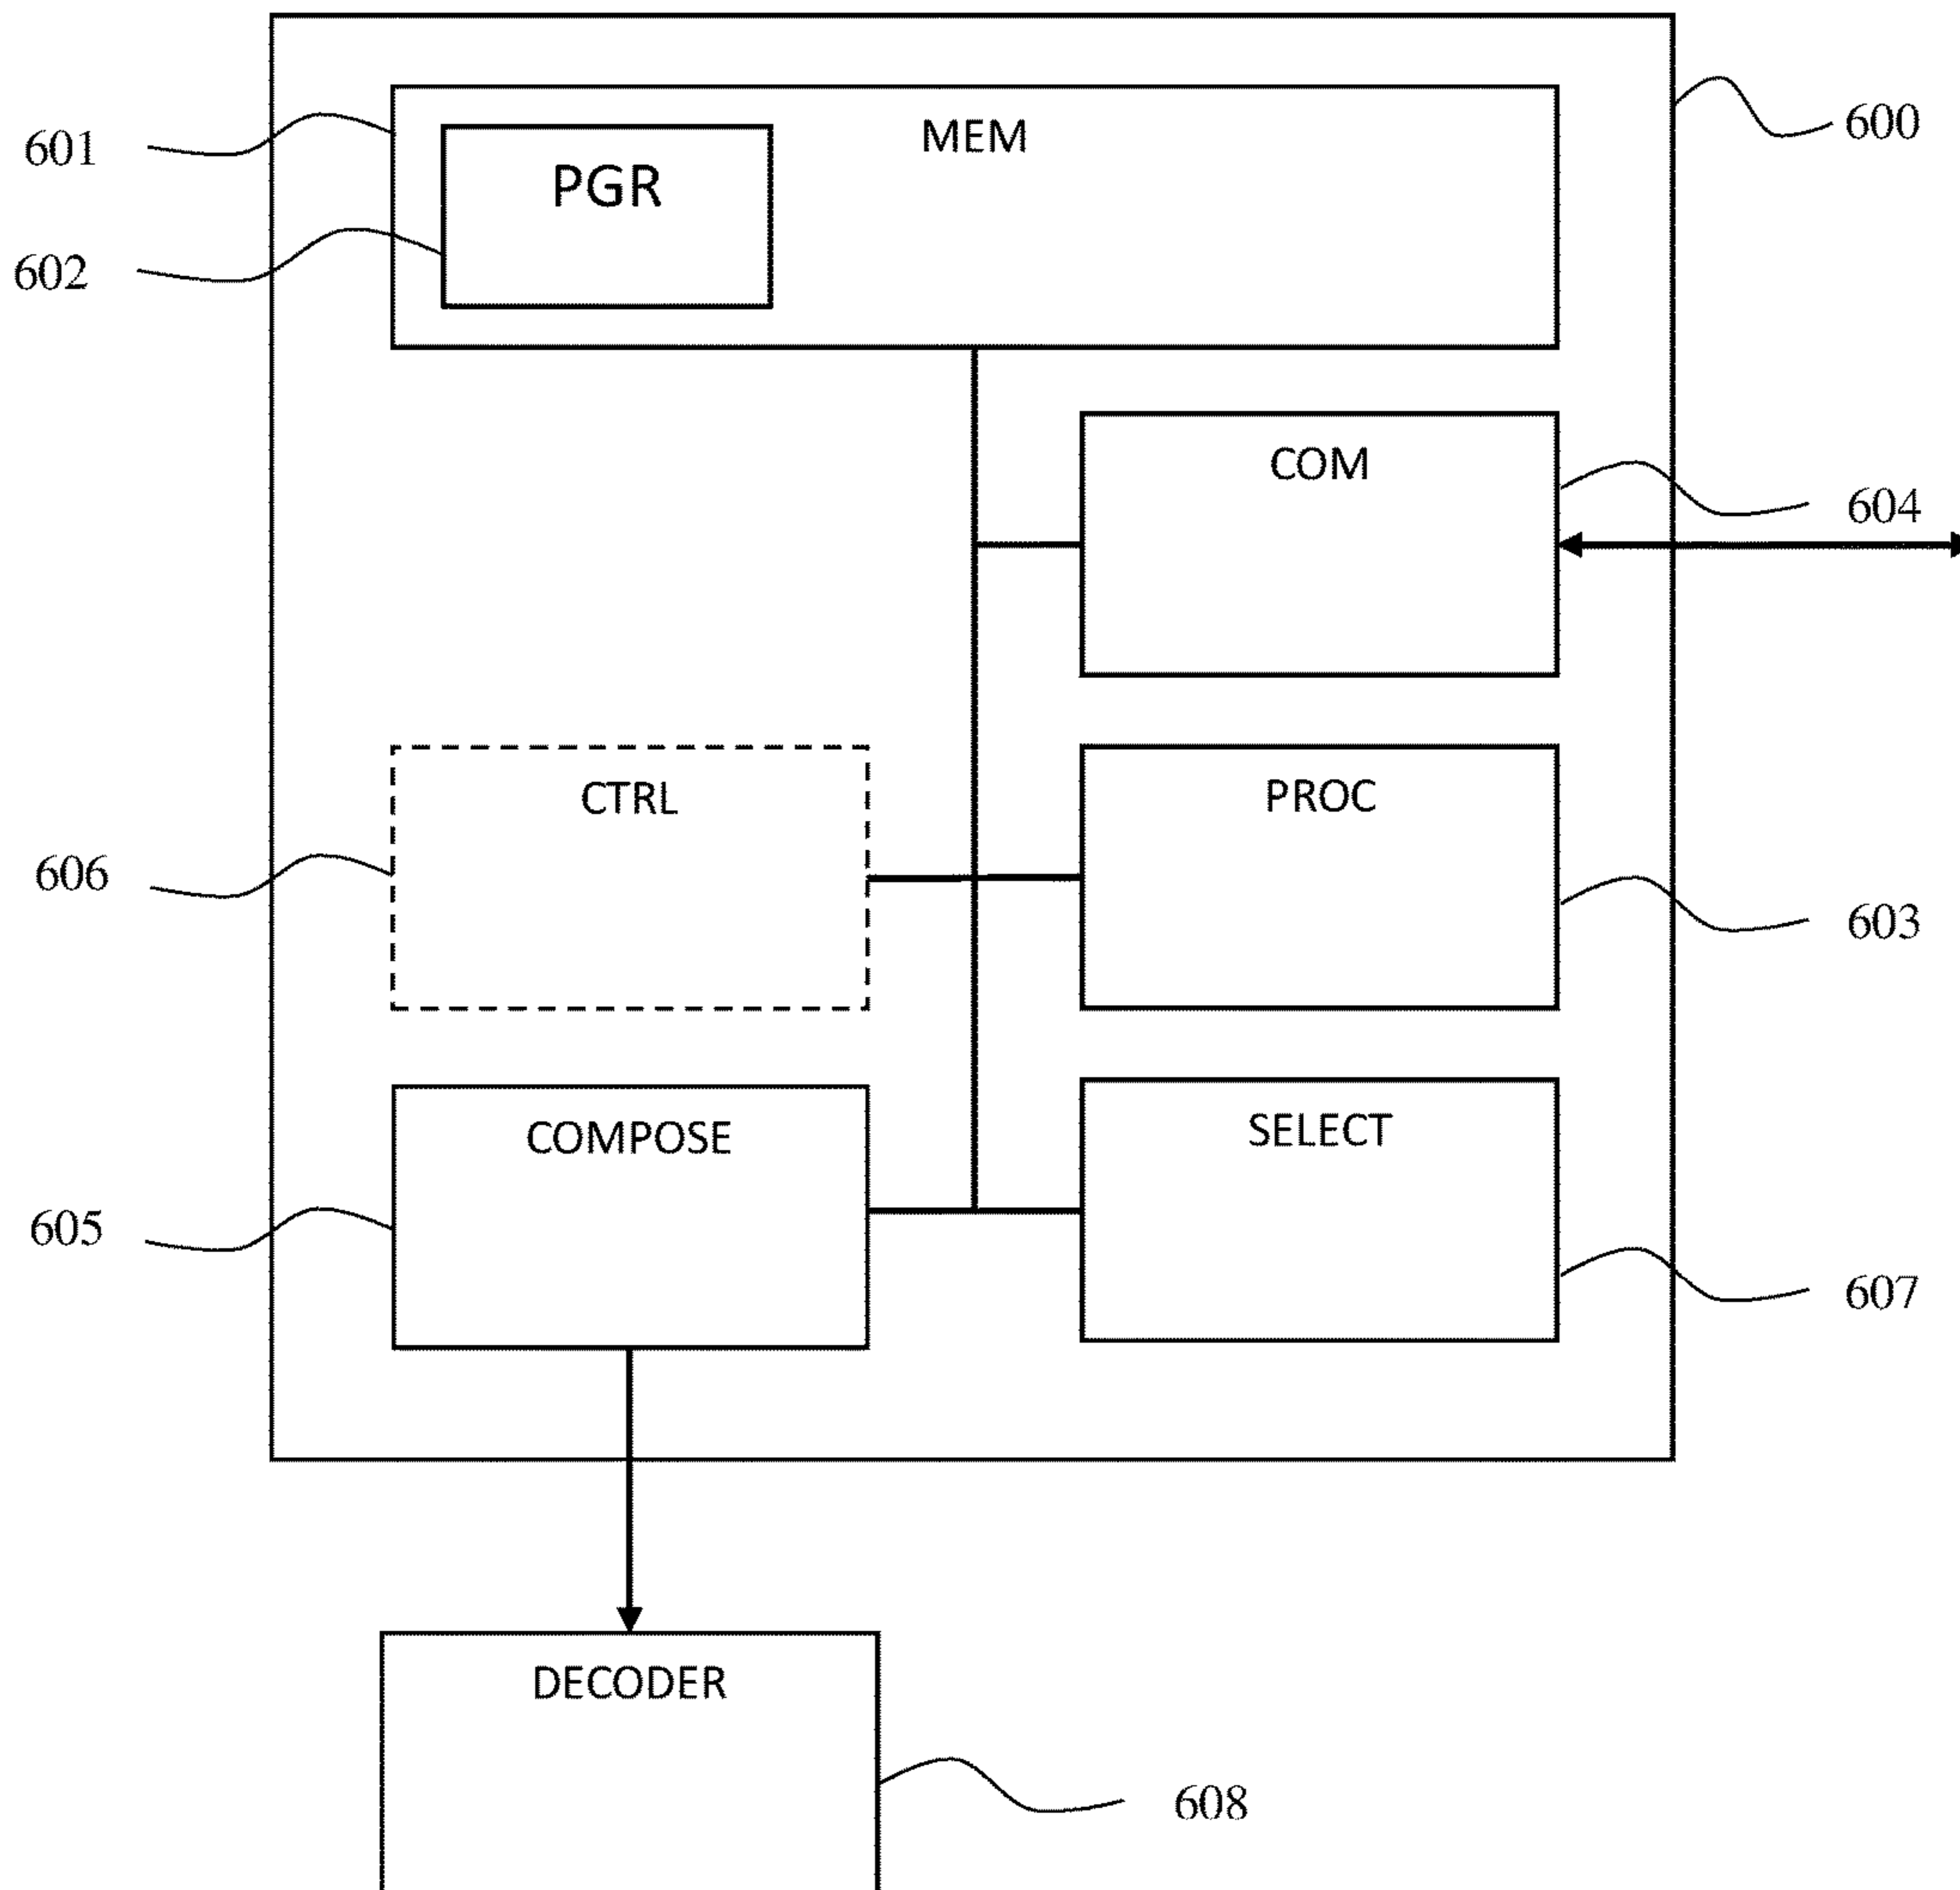 MEM
600
601
PGR
602
COM
604
CTRL
PROC
606
603
COMPOSE
SELECT
605
607
DECODER
608